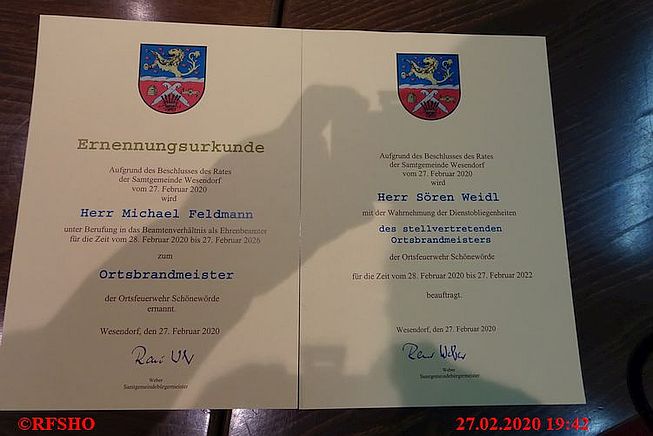 Ernennungsurkunde
Aufgrund des Beschlusses des Rates
der Samtgemeinde Wesendorf
vom 27. Februar 2020
wird
Herr Michael Feldmann
unter Berufung in das Beamtenverhältnis als Ehrenbeamter
für die Zeit vom 28. Februar 2020 bis 27. Februar 2026
zum
Ortsbrandmeister
der Ortsfeuerwehr Schönewörde
ernannt.
Wesendorf, den 27. Februar 2020
Weber
Samtgemeindebürgermeister
Aufgrund des Beschlusses des Rates
der Samtgemeinde Wesendorf
vom 27. Februar 2020
wird
Herr Sören Weidl
mit der Wahrnehmung der Dienstobliegenheiten
des stellvertretenden
Ortsbrandmeisters
der Ortsfeuerwehr Schönewörde
für die Zeit vom 28. Februar 2020 bis 27. Februar 2022
beauftragt.
Wesendorf, den 27. Februar 2020
Weber
Samtgemeindebürgermeister
©RFSHO
27.02.2020 19:42